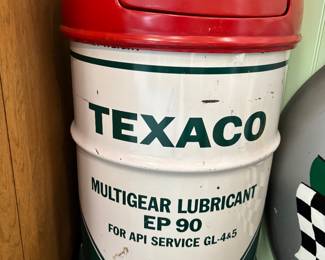 TEXACO
MULTIGEAR LUBRICANT
EP 90
FOR API SERVICE GL-4&5